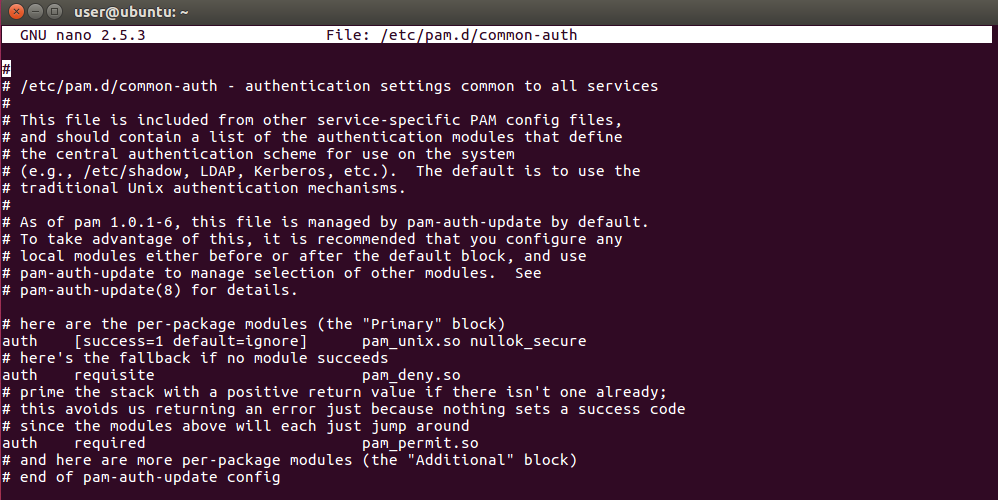 user@ubuntu: ~
GNU nano 2.5.3 File: /etc/pam.d/common-auth
#
# /etc/pam.d/common-auth - authentication settings common to all services
#
# This file is included from other service-specific PAM config files,
# and should contain a list of the authentication modules that define
# the central authentication scheme for use on the system
# (e.g., /etc/shadow, LDAP, Kerberos, etc.).  The default is to use the
# traditional Unix authentication mechanisms.
#
# As of pam 1.0.1-6, this file is managed by pam-auth-update by default.
# To take advantage of this, it is recommended that you configure any
# local modules either before or after the default block, and use
# pam-auth-update to manage selection of other modules.  See
# pam-auth-update(8) for details.

# here are the per-package modules (the "Primary" block)
auth    [success=1 default=ignore]      pam_unix.so nullok_secure
# here's the fallback if no module succeeds
auth    requisite                       pam_deny.so
# prime the stack with a positive return value if there isn't one already;
# this avoids us returning an error just because nothing sets a success code
# since the modules above will each just jump around
auth    required                        pam_permit.so
# and here are more per-package modules (the "Additional" block)
# end of pam-auth-update config